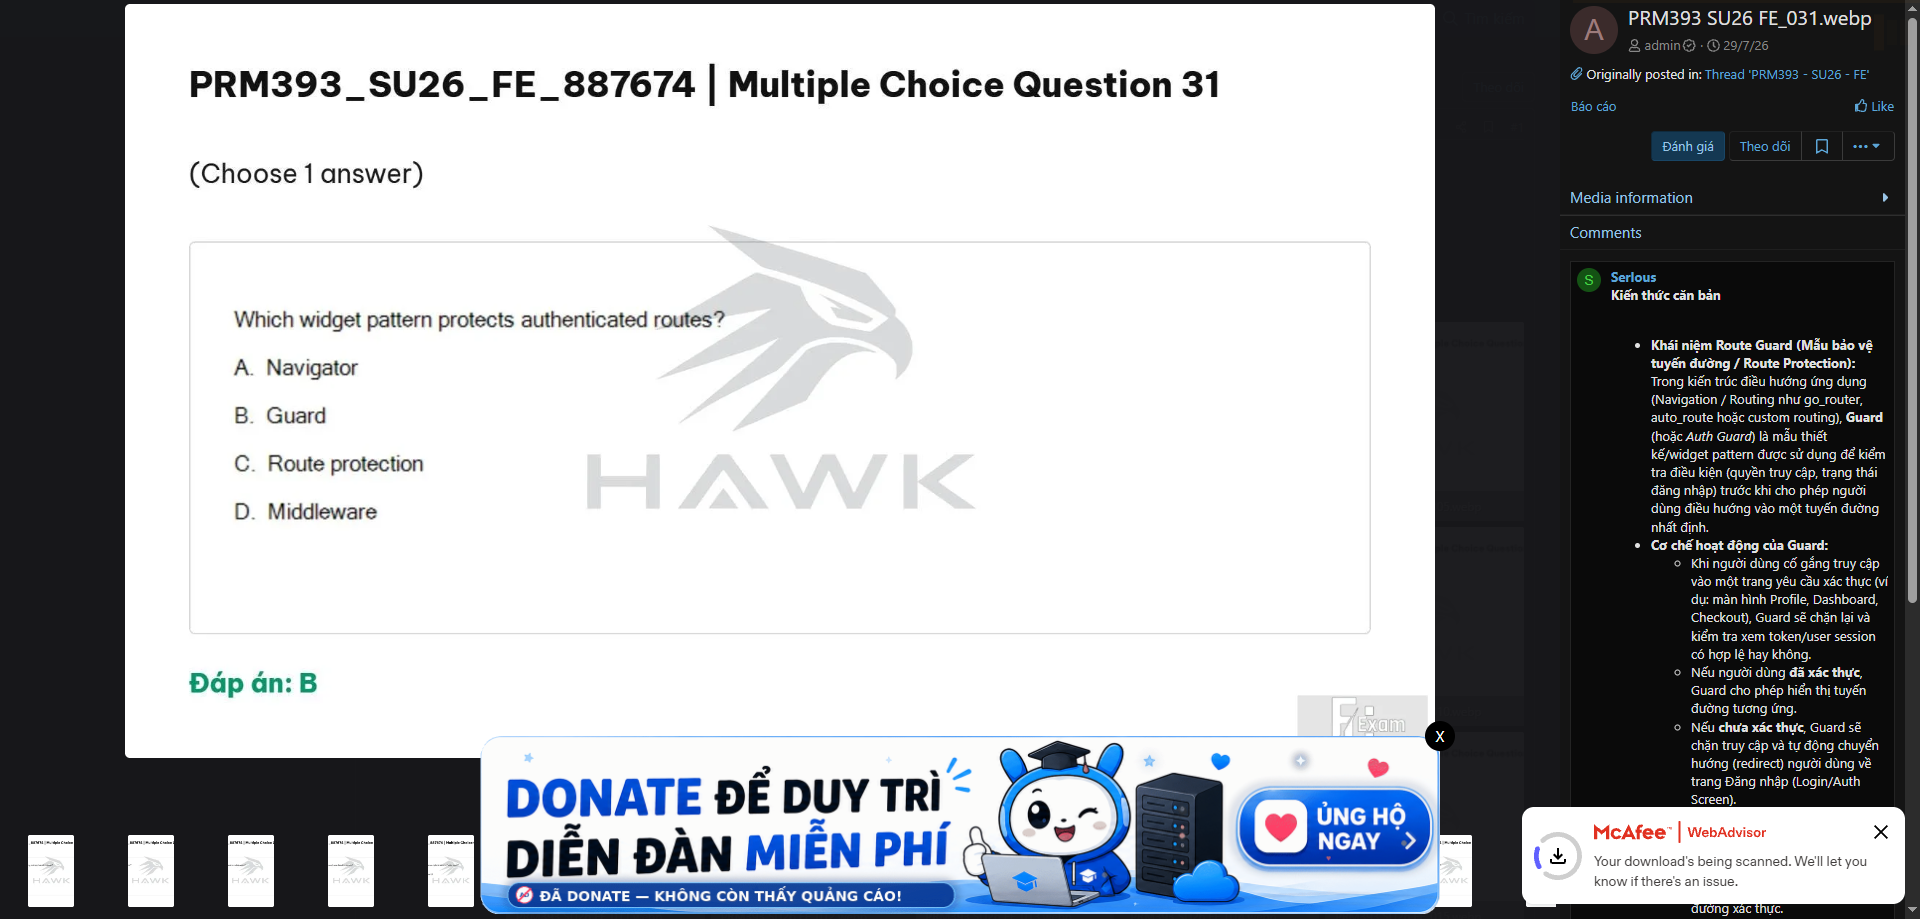 PRM393_SU26_FE_887674 | Multiple Choice Question 31
(Choose 1 answer)
Which widget pattern protects authenticated routes?
A. Navigator
B. Guard
C. Route protection
D. Middleware
HAWK
Đáp án: B
Exam
X
DONATE ĐỂ DUY TRÌ
DIỄN ĐÀN MIỄN PHÍ
ĐÃ DONATE — KHÔNG CÒN THẤY QUẢNG CÁO!
ỦNG HỘ
NGAY
A
PRM393 SU26 FE_031.webp
admin · 29/7/26
Originally posted in: Thread 'PRM393 - SU26 - FE'
Báo cáo
Like
Đánh giá
Theo dõi
Media information
Comments
S
Serlous
Kiến thức căn bản
Khái niệm Route Guard (Mẫu bảo vệ
tuyến đường / Route Protection):
Trong kiến trúc điều hướng ứng dụng
(Navigation / Routing như go_router,
auto_route hoặc custom routing), Guard
(hoặc Auth Guard) là mẫu thiết
kế/widget pattern được sử dụng để kiểm
tra điều kiện (quyền truy cập, trạng thái
đăng nhập) trước khi cho phép người
dùng điều hướng vào một tuyến đường
nhất định.
Cơ chế hoạt động của Guard:
Khi người dùng cố gắng truy cập
vào một trang yêu cầu xác thực (ví
dụ: màn hình Profile, Dashboard,
Checkout), Guard sẽ chặn lại và
kiểm tra xem token/user session
có hợp lệ hay không.
Nếu người dùng đã xác thực,
Guard cho phép hiển thị tuyến
đường tương ứng.
Nếu chưa xác thực, Guard sẽ
chặn truy cập và tự động chuyển
hướng (redirect) người dùng về
trang Đăng nhập (Login/Auth
Screen).
McAfee | WebAdvisor
Your download's being scanned. We'll let you
know if there's an issue.
đường xác thực.
HAWK
HAWK
HAWK
HAWK
HAWK